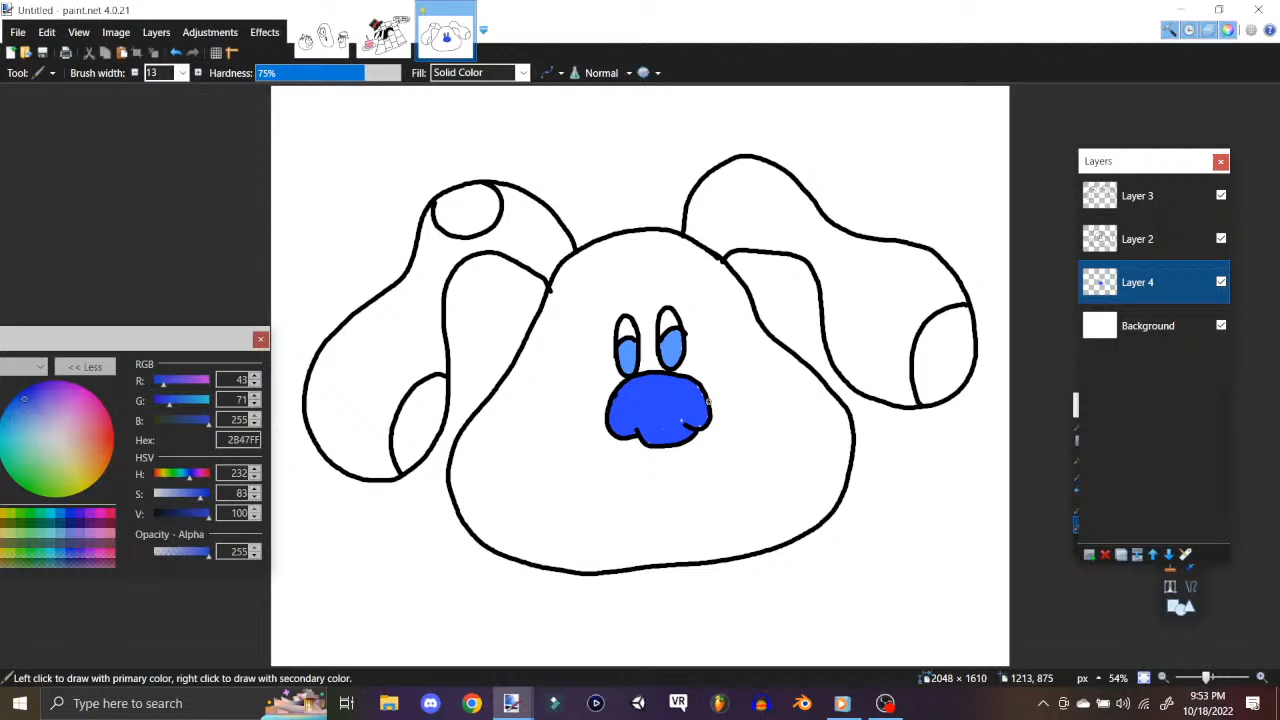 Untitled - paint.net 4.0.21
File Edit View Image Layers Adjustments Effects
Tool: Brush width: 13 Hardness: 75% Fill: Solid Color Normal
Layers
Layer 3
Layer 2
Layer 4
Background
<< Less
RGB
R: 43
G: 71
B: 255
Hex: 2B47FF
HSV
H: 232
S: 83
V: 100
Opacity - Alpha
255
Left click to draw with primary color, right click to draw with secondary color.
2048 × 1610 1213, 875 px 54%
Type here to search
VR
9:53 PM
10/18/2022